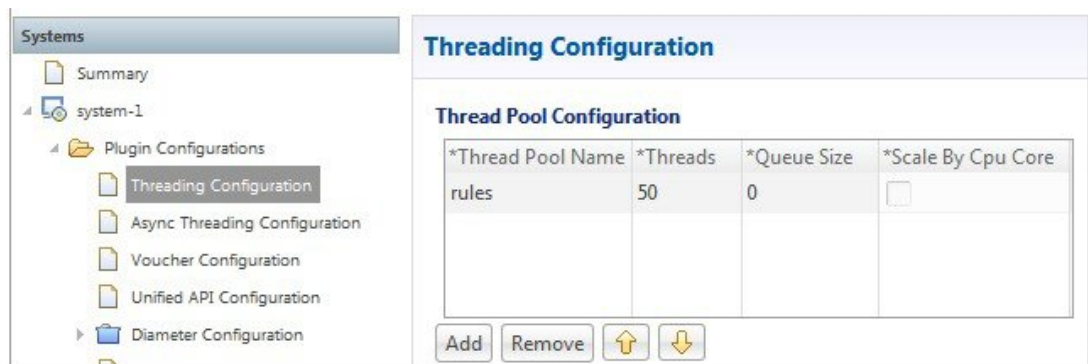 Systems
Summary
system-1
Plugin Configurations
Threading Configuration
Async Threading Configuration
Voucher Configuration
Unified API Configuration
Diameter Configuration
Threading Configuration
Thread Pool Configuration
*Thread Pool Name *Threads *Queue Size *Scale By Cpu Core
rules 50 0
Add Remove